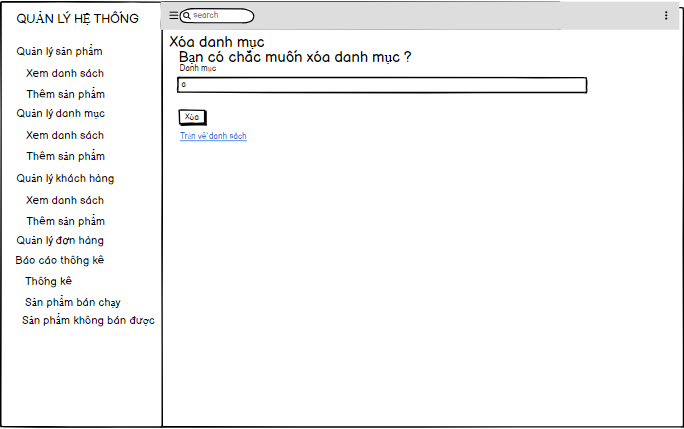 QUẢN LÝ HỆ THỐNG
Quản lý sản phẩm
Xem danh sách
Thêm sản phẩm
Quản lý danh mục
Xem danh sách
Thêm sản phẩm
Quản lý khách hàng
Xem danh sách
Thêm sản phẩm
Quản lý đơn hàng
Báo cáo thông kê
Thống kê
Sản phẩm bán chạy
Sản phẩm không bán được
search
Xóa danh mục
Bạn có chắc muốn xóa danh mục ?
Danh mục
a
Xóa
Trận về danh sách